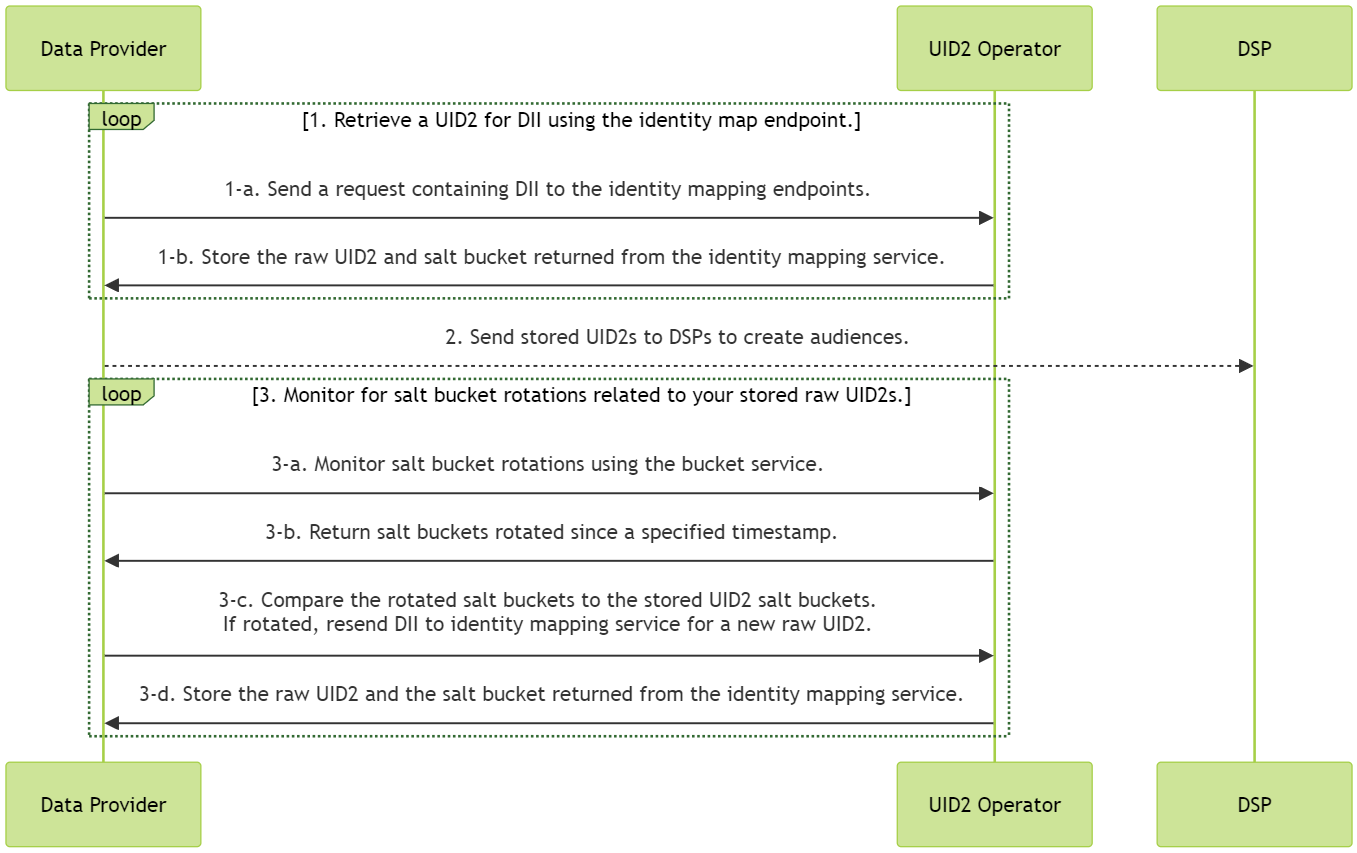 Data Provider
UID2 Operator
DSP
loop
[1. Retrieve a UID2 for DII using the identity map endpoint.]
1-a. Send a request containing DII to the identity mapping endpoints.
1-b. Store the raw UID2 and salt bucket returned from the identity mapping service.
2. Send stored UID2s to DSPs to create audiences.
loop
[3. Monitor for salt bucket rotations related to your stored raw UID2s.]
3-a. Monitor salt bucket rotations using the bucket service.
3-b. Return salt buckets rotated since a specified timestamp.
3-c. Compare the rotated salt buckets to the stored UID2 salt buckets.
If rotated, resend DII to identity mapping service for a new raw UID2.
3-d. Store the raw UID2 and the salt bucket returned from the identity mapping service.
Data Provider
UID2 Operator
DSP